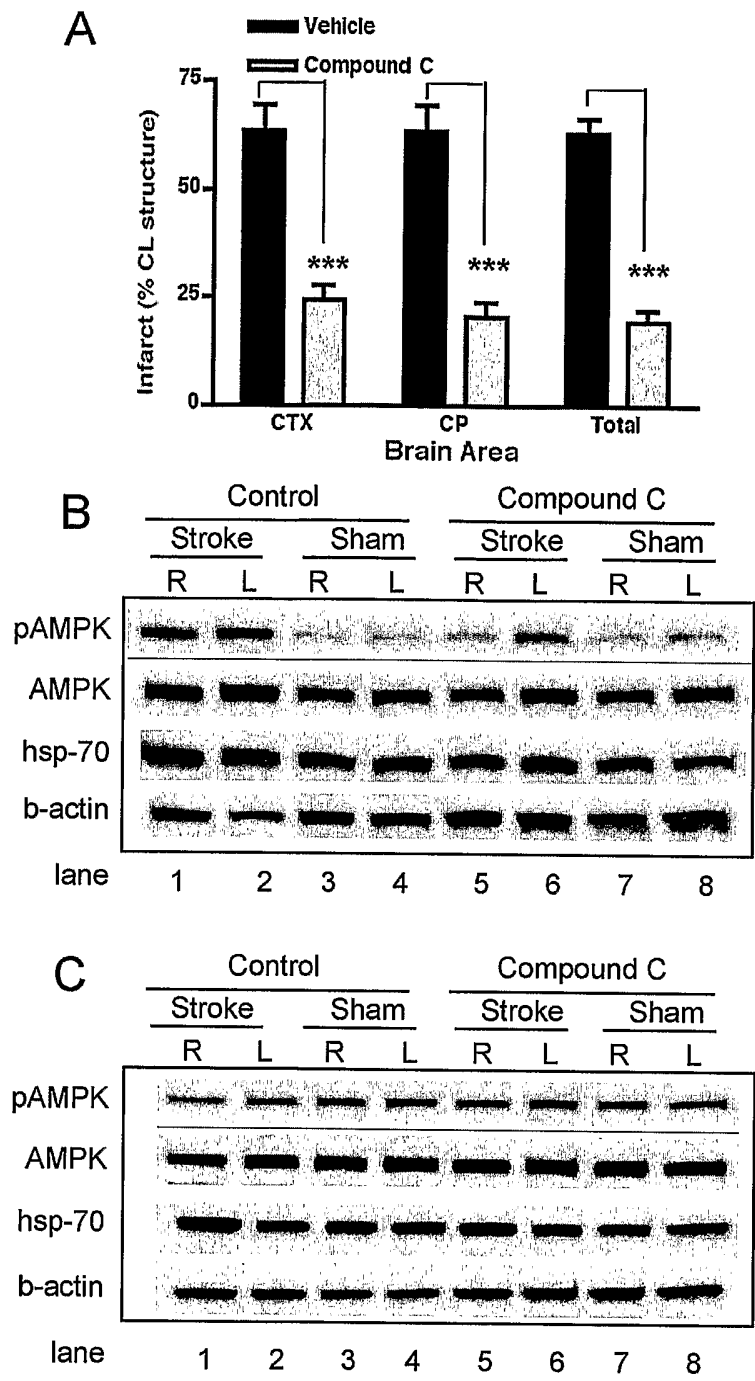 A
Vehicle
Compound C
Infarct (% CL structure)
75
50
25
0
*** *** ***
CTX CP Total
Brain Area
B
Control Compound C
Stroke Sham Stroke Sham
R L R L R L R L
pAMPK
AMPK
hsp-70
b-actin
lane 1 2 3 4 5 6 7 8
C
Control Compound C
Stroke Sham Stroke Sham
R L R L R L R L
pAMPK
AMPK
hsp-70
b-actin
lane 1 2 3 4 5 6 7 8